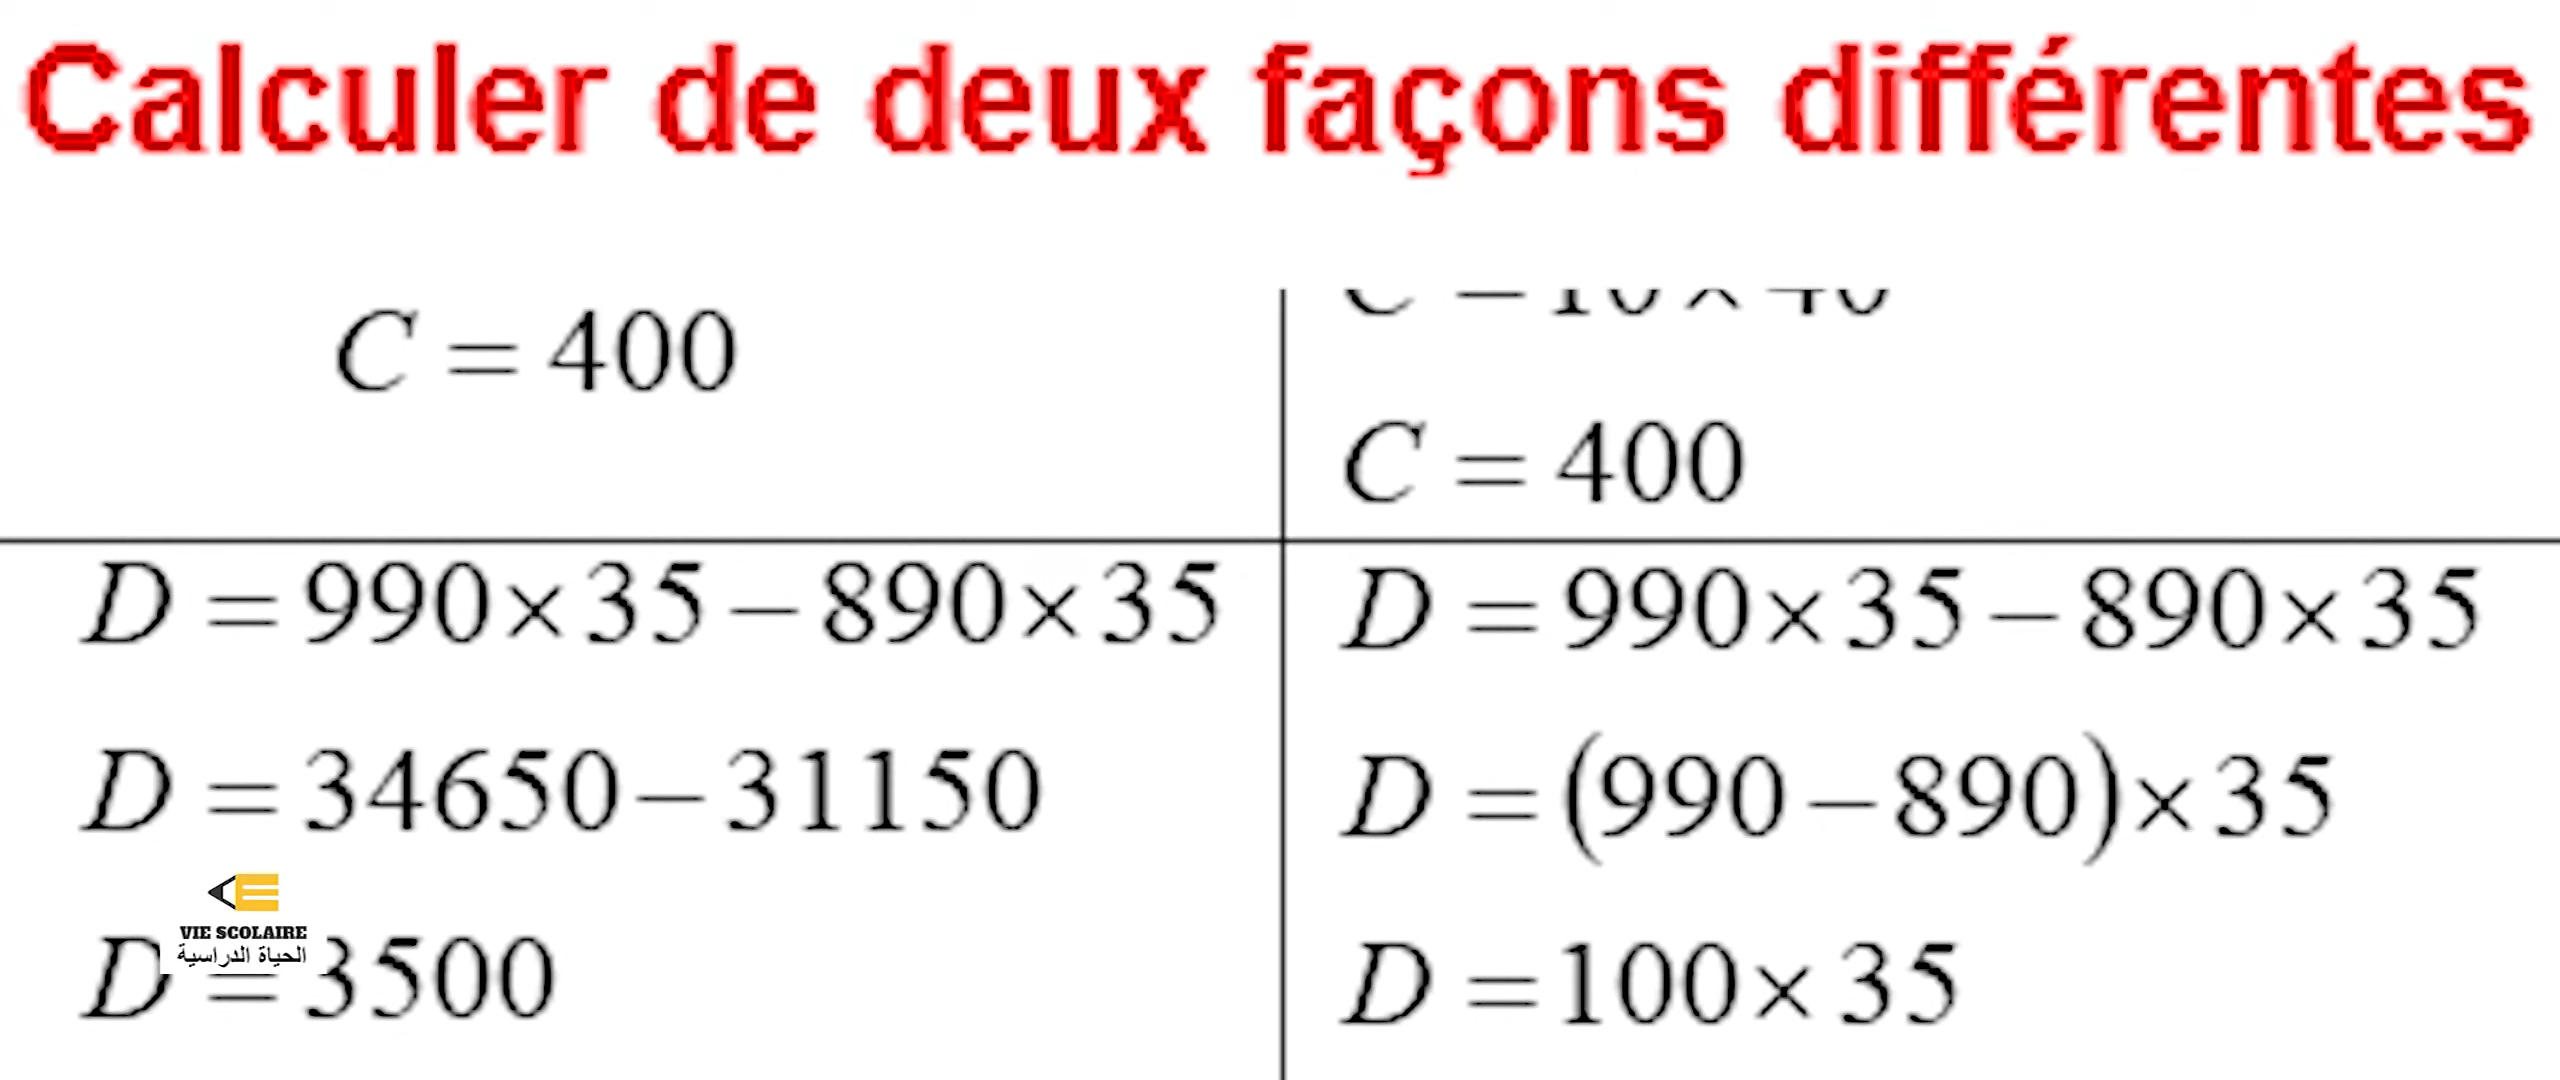 Calculer de deux façons différentes
C = 400
C = 400
D = 990×35−890×35
D = 34650−31150
D = 3500
D = 990×35−890×35
D = (990−890)×35
D = 100×35
VIE SCOLAIRE
الحياة الدراسية